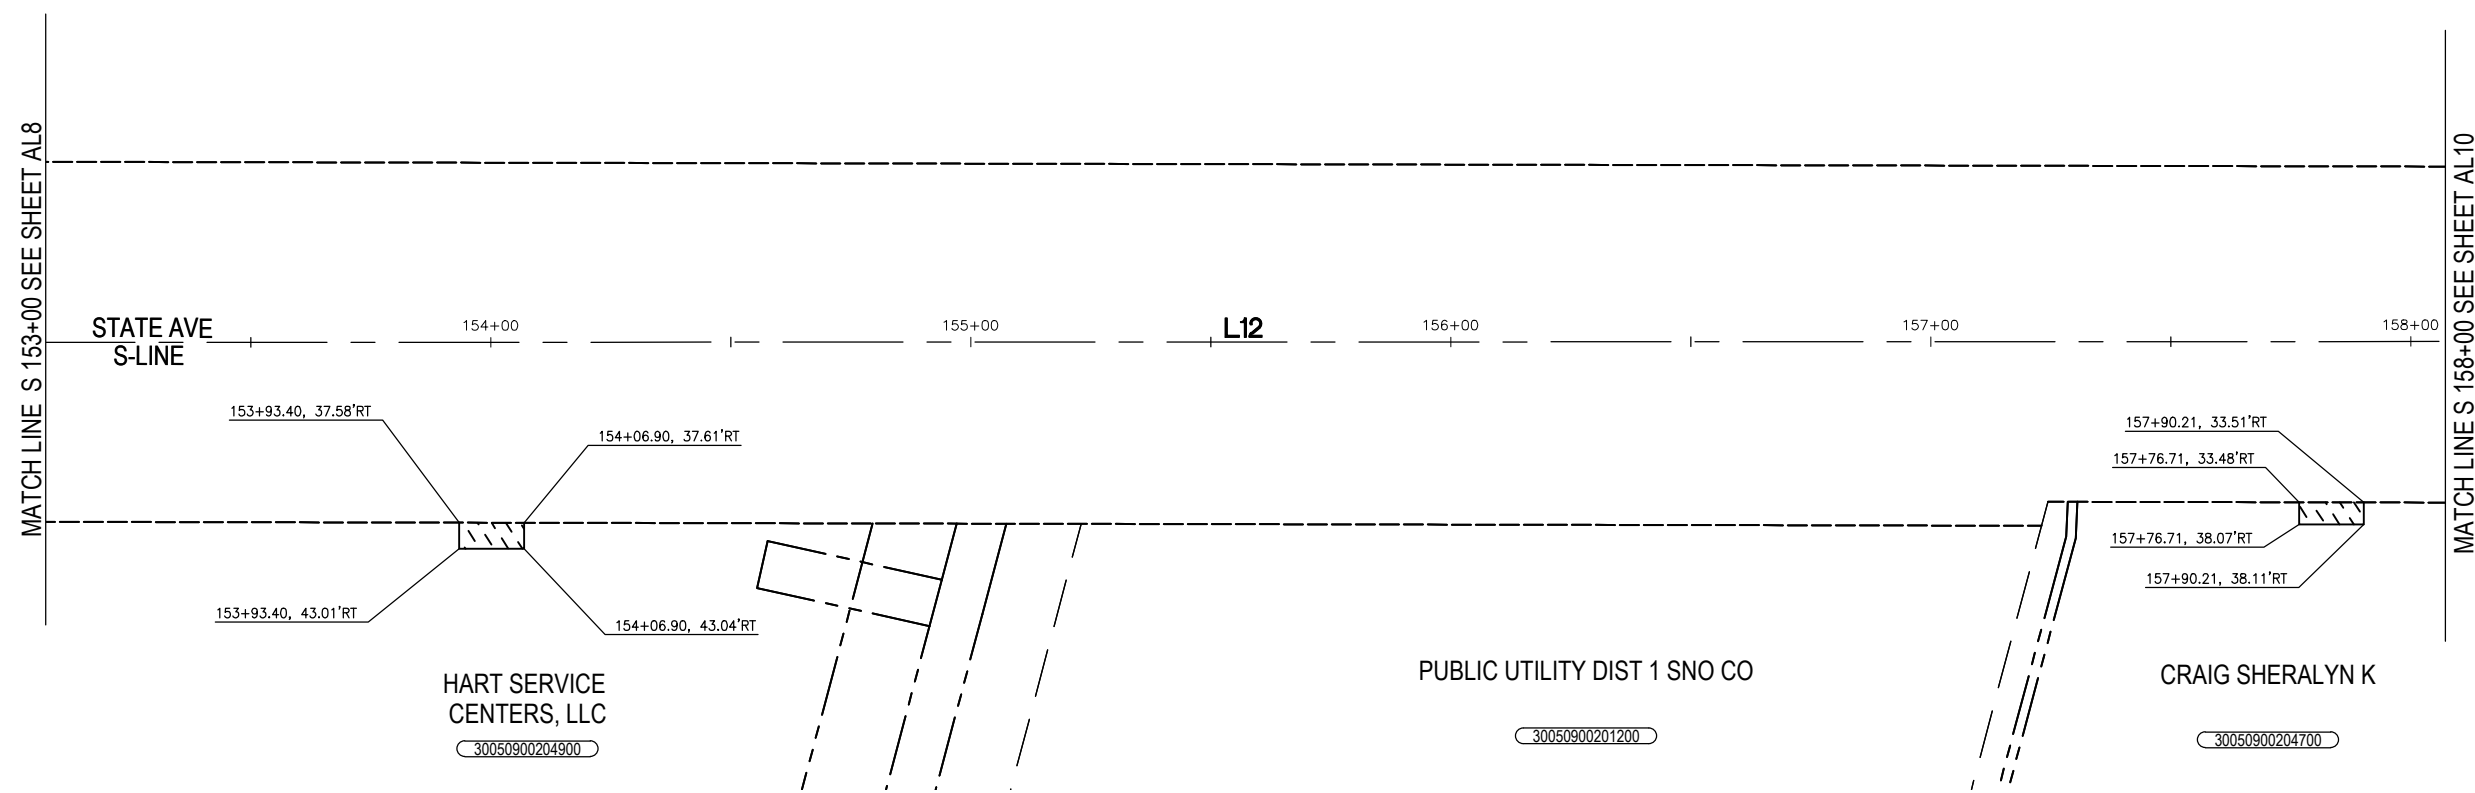 MATCH LINE S 153+00 SEE SHEET AL8
STATE AVE
S-LINE
154+00
155+00
L12
156+00
157+00
158+00
153+93.40, 37.58'RT
154+06.90, 37.61'RT
153+93.40, 43.01'RT
154+06.90, 43.04'RT
157+90.21, 33.51'RT
157+76.71, 33.48'RT
157+76.71, 38.07'RT
157+90.21, 38.11'RT
HART SERVICE
CENTERS, LLC
30050900204900
PUBLIC UTILITY DIST 1 SNO CO
30050900201200
CRAIG SHERALYN K
30050900204700
MATCH LINE S 158+00 SEE SHEET AL10